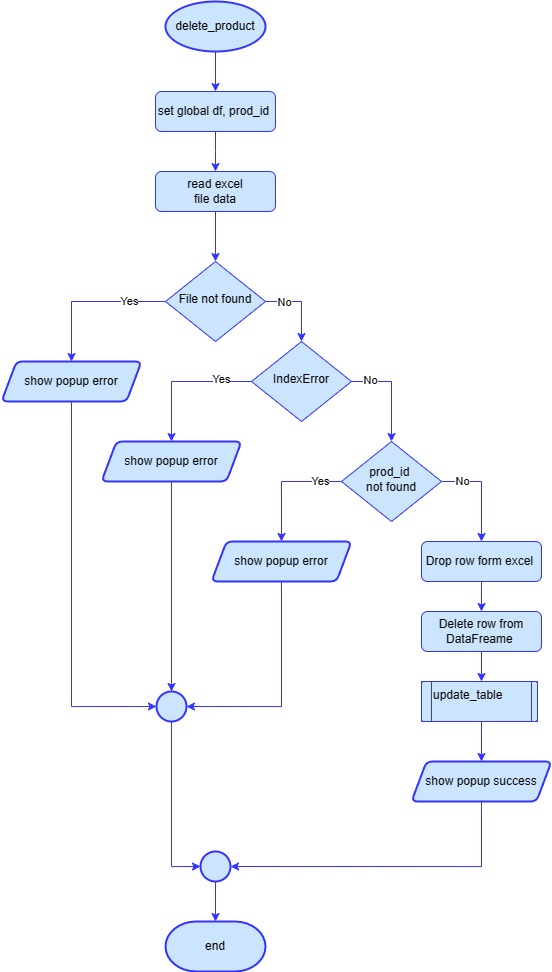 delete_product
set global df, prod_id
read excel
file data
File not found
Yes
No
show popup error
IndexError
Yes
No
show popup error
prod_id
not found
Yes
No
show popup error
Drop row form excel
Delete row from
DataFreame
update_table
show popup success
end